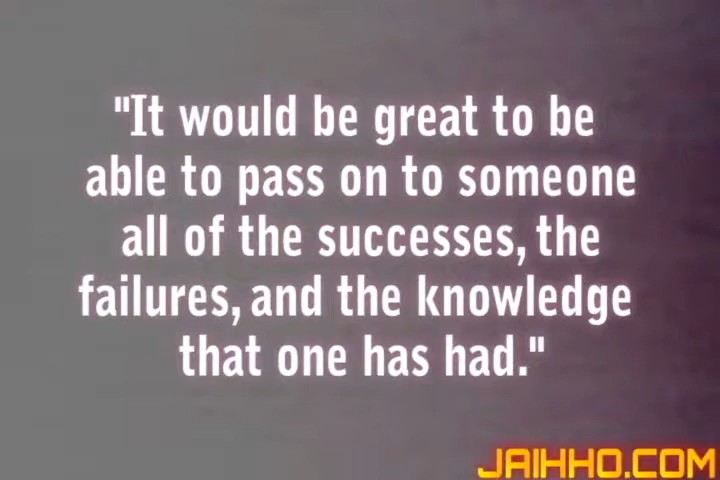 "It would be great to be
able to pass on to someone
all of the successes, the
failures, and the knowledge
that one has had."
JAIHHO.COM